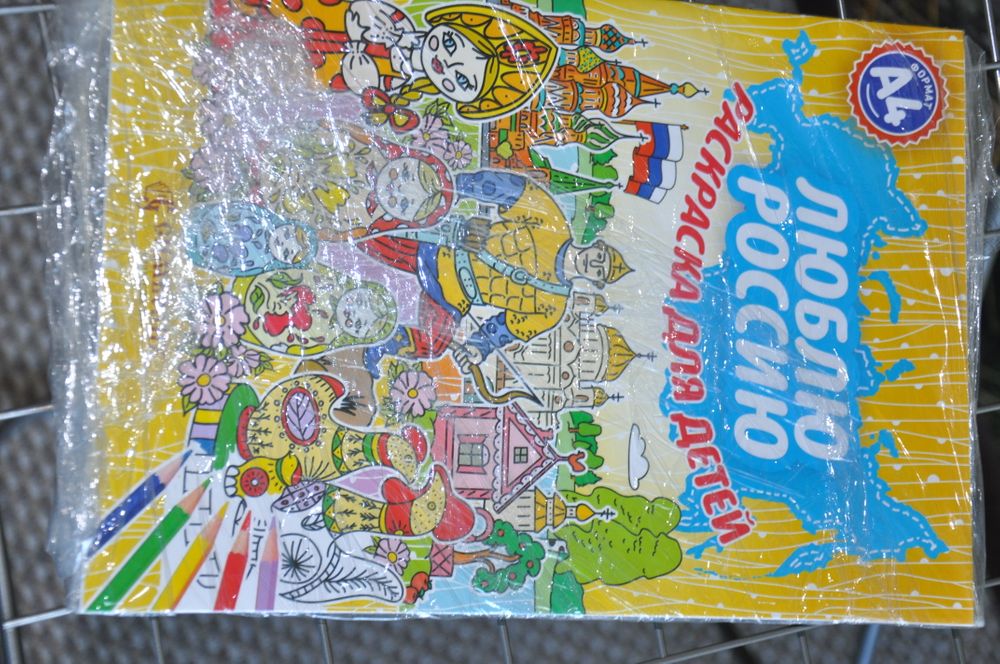 ФОРМАТ
А4
ЛЮБЛЮ
РОССИЮ
РАСКРАСКА ДЛЯ ДЕТЕЙ